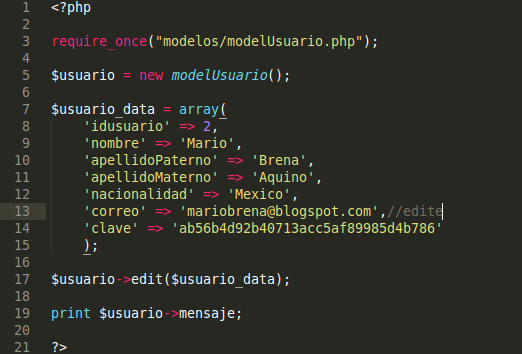 1 <?php
2
3 require_once("modelos/modelUsuario.php");
4
5 $usuario = new modelUsuario();
6
7 $usuario_data = array(
8 'idusuario' => 2,
9 'nombre' => 'Mario',
10 'apellidoPaterno' => 'Brena',
11 'apellidoMaterno' => 'Aquino',
12 'nacionalidad' => 'Mexico',
13 'correo' => 'mariobrena@blogspot.com',//edite
14 'clave' => 'ab56b4d92b40713acc5af89985d4b786'
15 );
16
17 $usuario->edit($usuario_data);
18
19 print $usuario->mensaje;
20
21 ?>